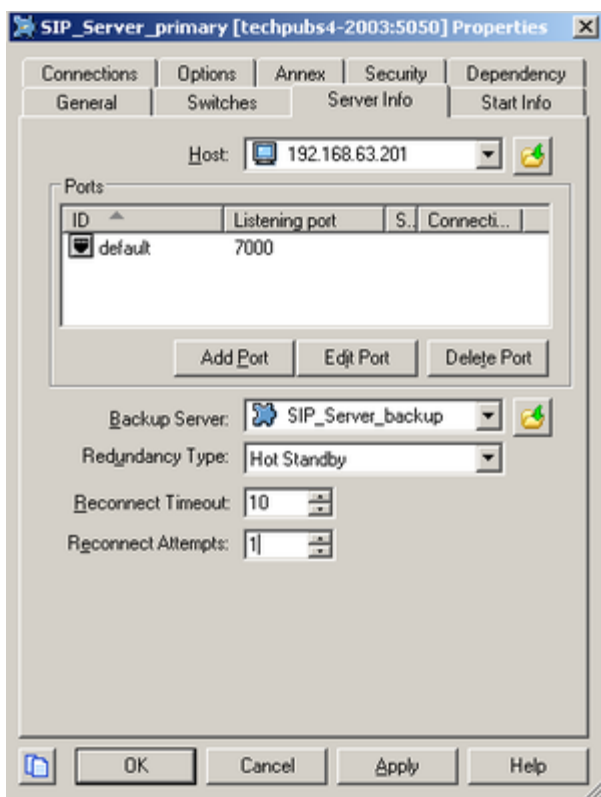 SIP_Server_primary [techpubs4-2003:5050] Properties
Connections Options Annex Security Dependency
General Switches Server Info Start Info
Host: 192.168.63.201
Ports
ID Listening port S.. Connecti...
default 7000
Add Port Edit Port Delete Port
Backup Server: SIP_Server_backup
Redundancy Type: Hot Standby
Reconnect Timeout: 10
Reconnect Attempts: 1
OK Cancel Apply Help